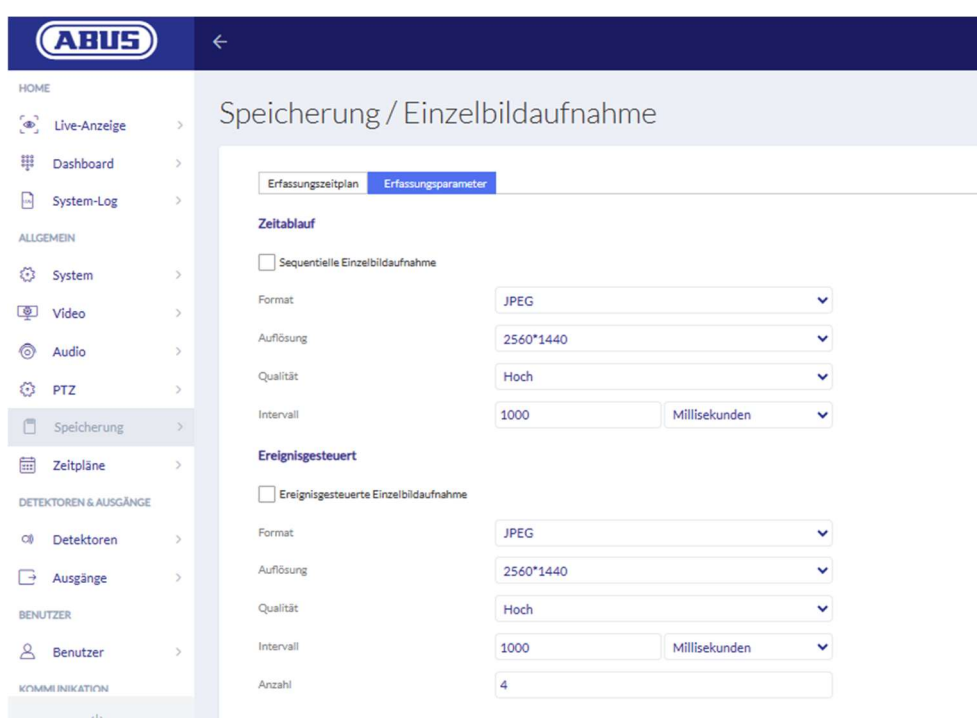 ABUS
HOME
Live-Anzeige
Dashboard
System-Log
ALLGEMEIN
System
Video
Audio
PTZ
Speicherung
Zeitpläne
DETEKTOREN & AUSGÄNGE
Detektoren
Ausgänge
BENUTZER
Benutzer
KOMMUNIKATION
Speicherung / Einzelbildaufnahme
Erfassungszeitplan Erfassungsparameter
Zeitablauf
Sequentielle Einzelbildaufnahme
Format JPEG
Auflösung 2560*1440
Qualität Hoch
Intervall 1000 Millisekunden
Ereignisgesteuert
Ereignisgesteuerte Einzelbildaufnahme
Format JPEG
Auflösung 2560*1440
Qualität Hoch
Intervall 1000 Millisekunden
Anzahl 4